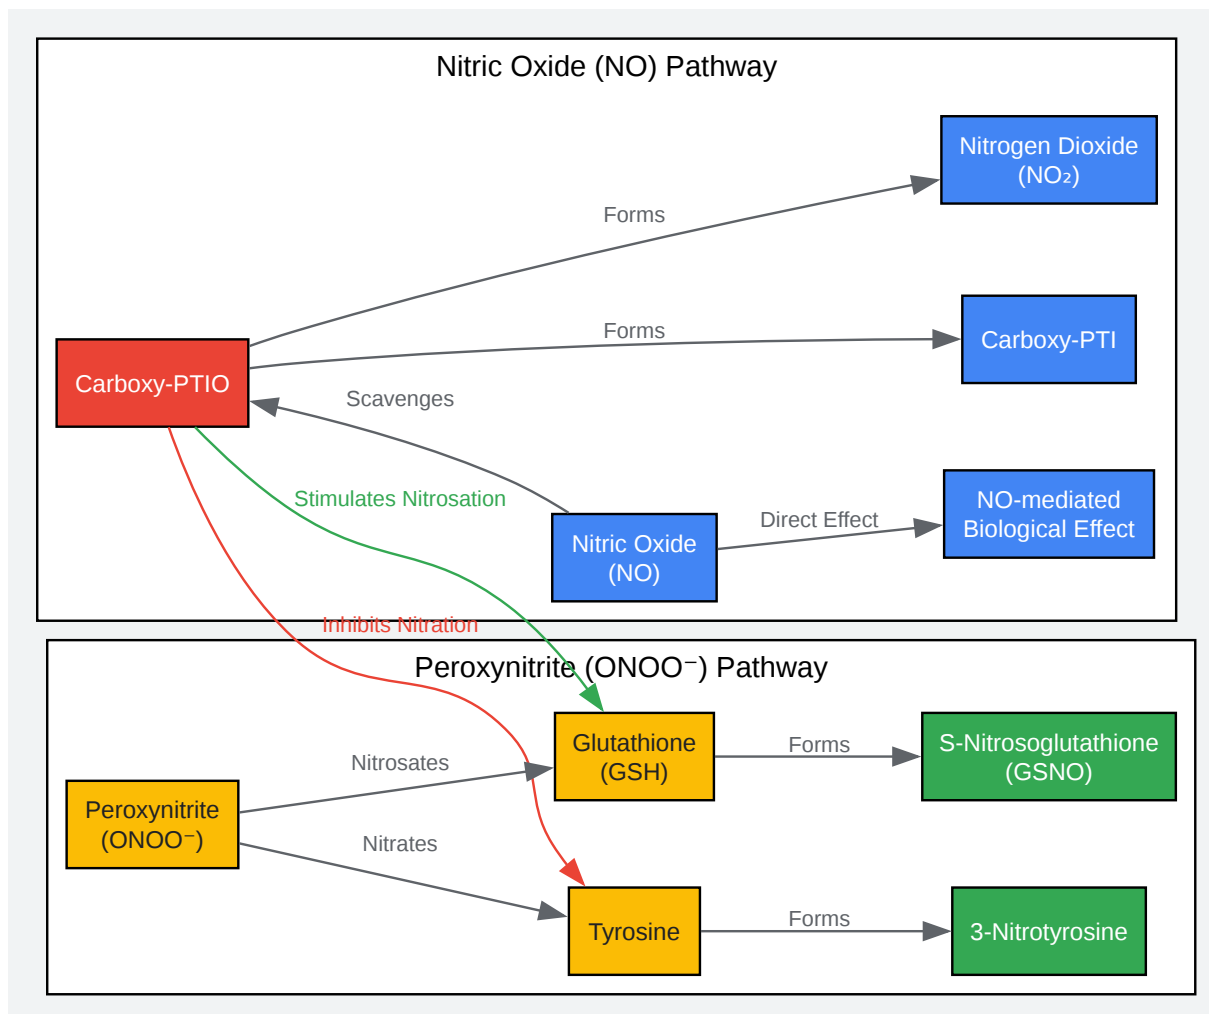 Nitric Oxide (NO) Pathway
Nitrogen Dioxide
(NO₂)
Forms
Forms
Carboxy-PTI
Carboxy-PTIO
Scavenges
Stimulates Nitrosation
NO-mediated
Biological Effect
Direct Effect
Nitric Oxide
(NO)
Inhibits Nitration
Peroxynitrite (ONOO⁻) Pathway
Glutathione
(GSH)
Forms
S-Nitrosoglutathione
(GSNO)
Nitrosates
Peroxynitrite
(ONOO⁻)
Nitrates
Tyrosine
Forms
3-Nitrotyrosine